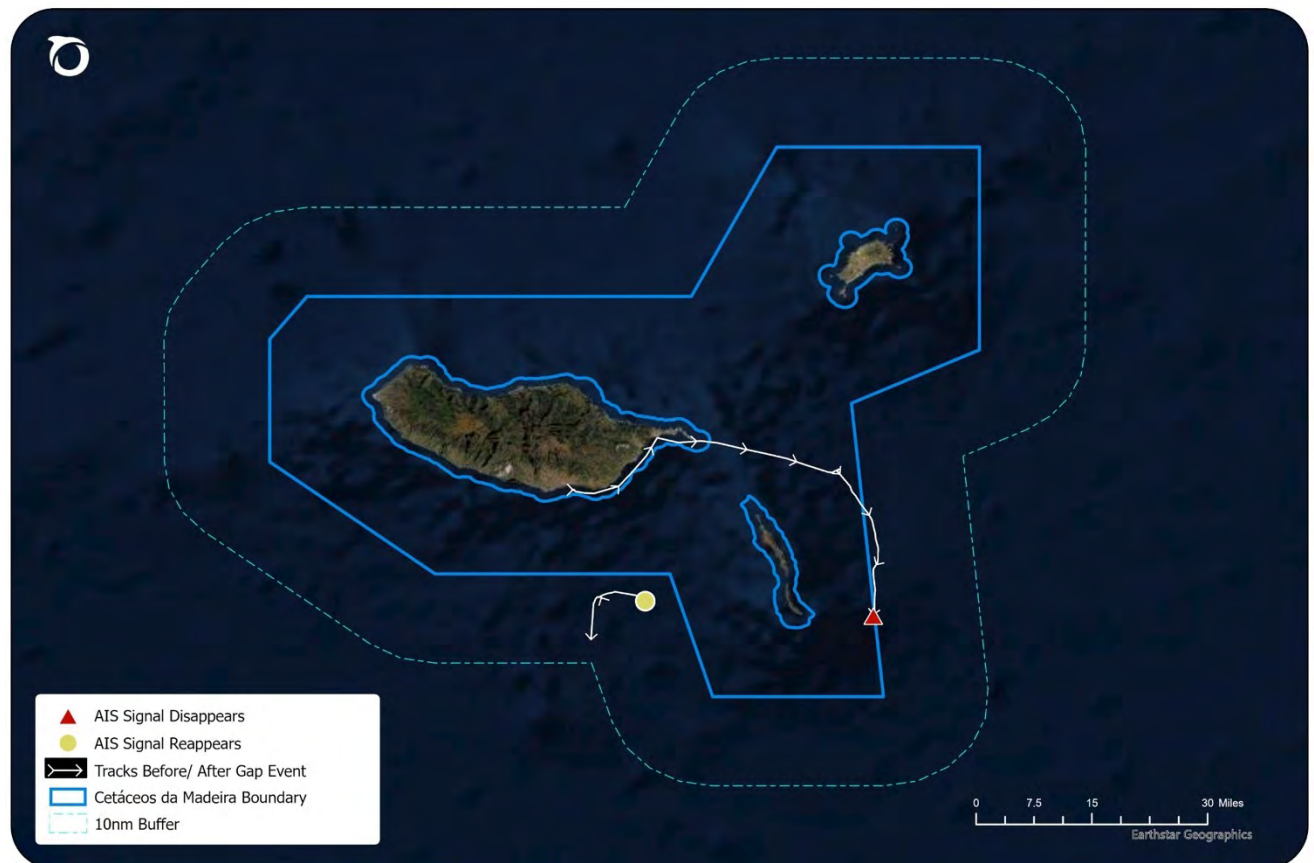 AIS Signal Disappears
AIS Signal Reappears
Tracks Before/ After Gap Event
Cetáceos da Madeira Boundary
10nm Buffer
0 7.5 15 30 Miles
Earthstar Geographics